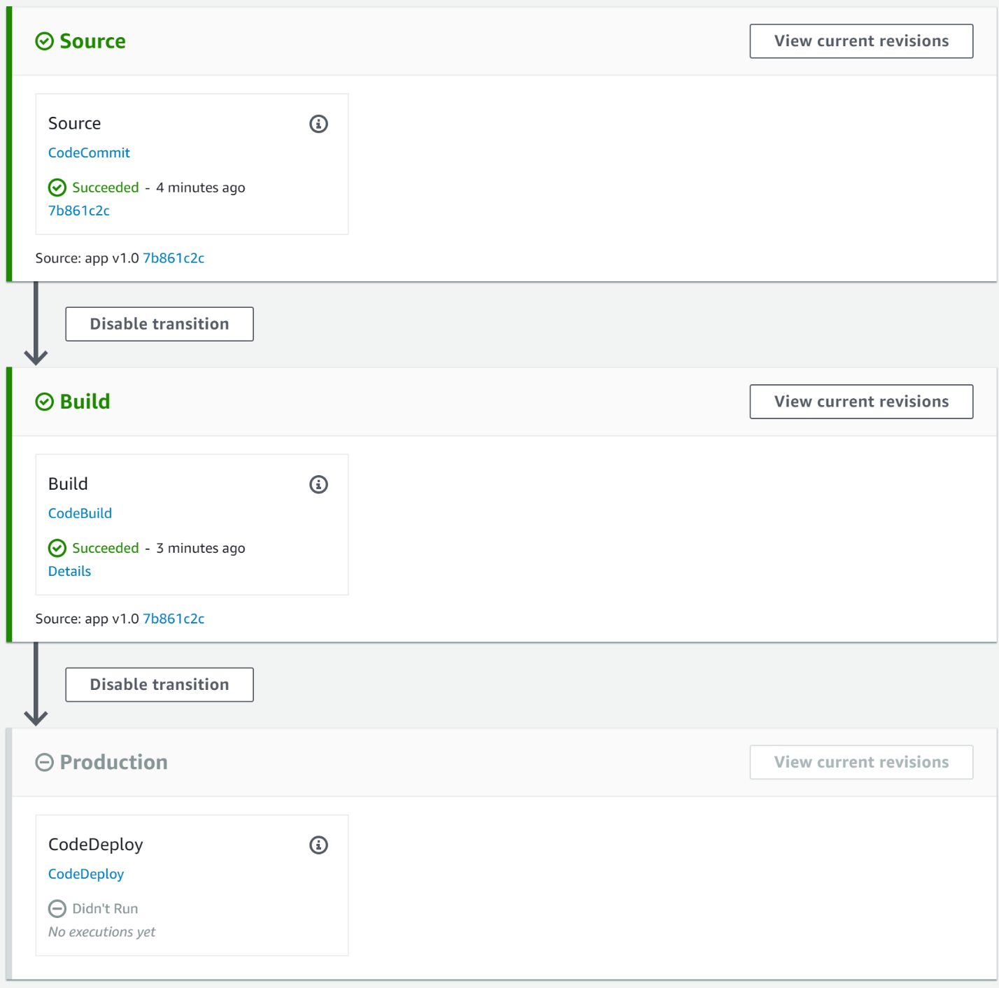 Source
View current revisions
Source
CodeCommit
Succeeded - 4 minutes ago
7b861c2c
Source: app v1.0 7b861c2c
Disable transition
Build
View current revisions
Build
CodeBuild
Succeeded - 3 minutes ago
Details
Source: app v1.0 7b861c2c
Disable transition
Production
View current revisions
CodeDeploy
CodeDeploy
Didn't Run
No executions yet